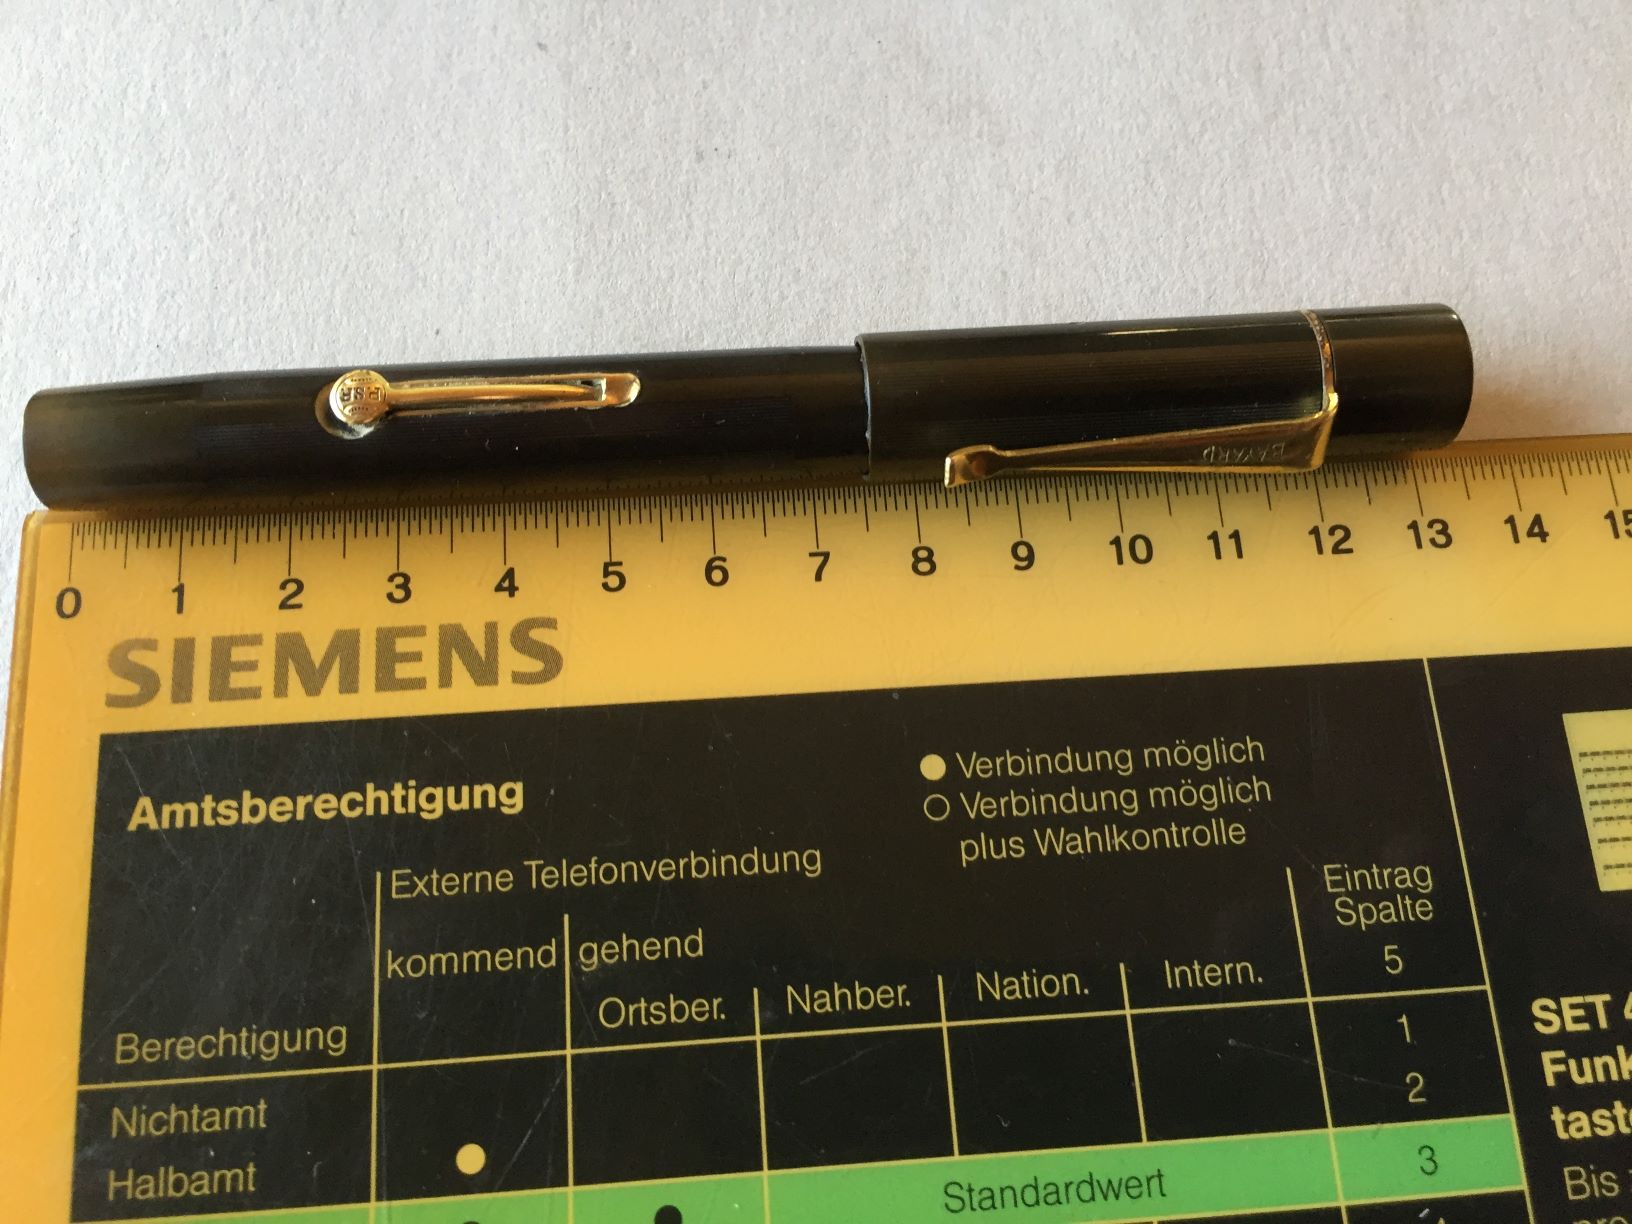 BAYARD
0 1 2 3 4 5 6 7 8 9 10 11 12 13 14 15
SIEMENS
Amtsberechtigung
Verbindung möglich
Verbindung möglich
plus Wahlkontrolle
Externe Telefonverbindung
Eintrag
Spalte
kommend gehend 5
Berechtigung Ortsber. Nahber. Nation. Intern.
1
Nichtamt 2
Halbamt Standardwert 3
SET
Bis